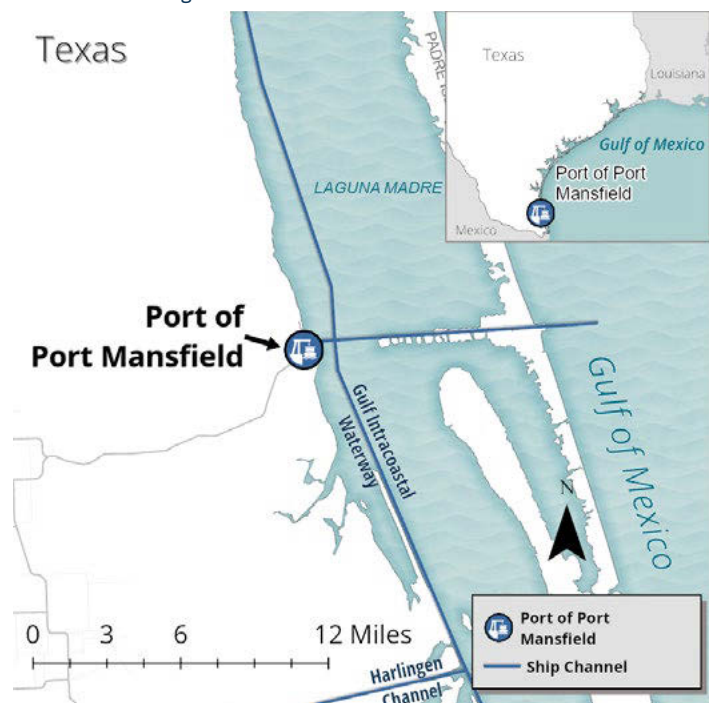 Texas
PADRE IS
LAGUNA MADRE
Texas
Louisiana
Gulf of Mexico
Port of Port
Mansfield
Mexico
Port of
Port Mansfield
Gulf Intracoastal
Waterway
Gulf of Mexico
N
0 3 6 12 Miles
Harlingen
Channel
Port of Port
Mansfield
Ship Channel